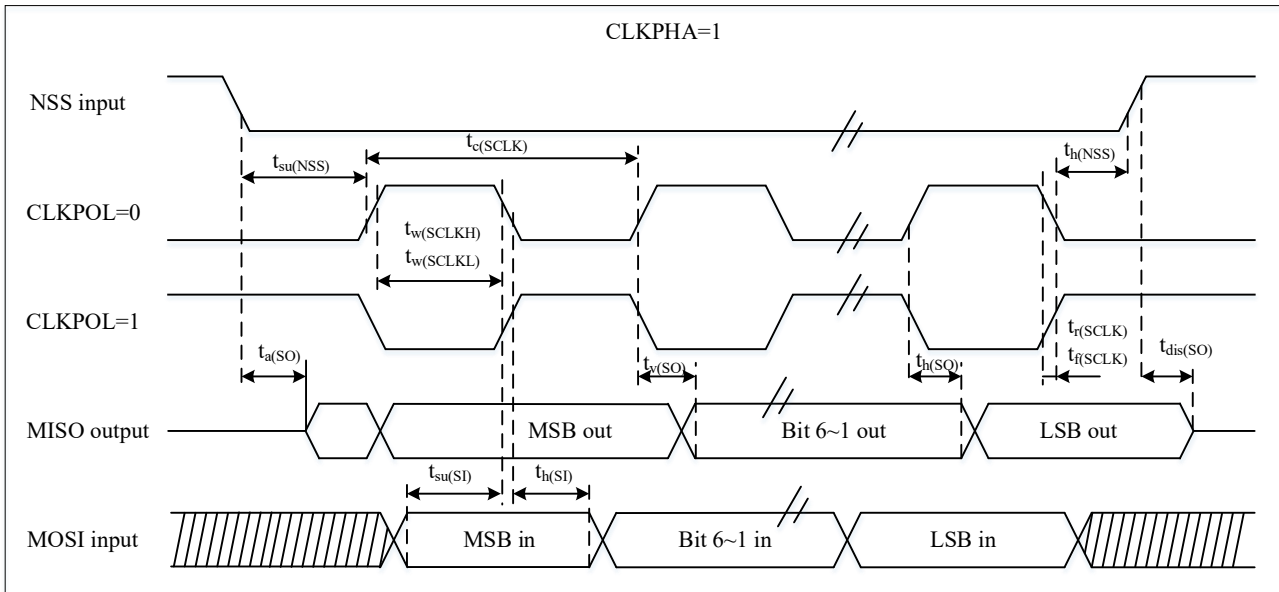 CLKPHA=1
NSS input
tc(SCLK)
tsu(NSS)
th(NSS)
CLKPOL=0
tw(SCLKH)
tw(SCLKL)
CLKPOL=1
tr(SCLK)
tf(SCLK)
ta(SO)
tv(SO)
th(SO)
tdis(SO)
MISO output
MSB out
Bit 6~1 out
LSB out
tsu(SI)
th(SI)
MOSI input
MSB in
Bit 6~1 in
LSB in